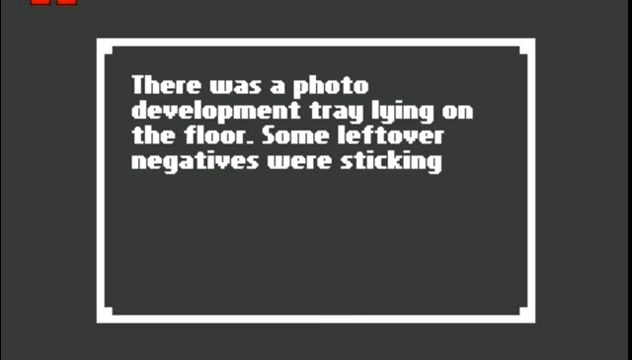 There was a photo
development tray lying on
the floor. Some leftover
negatives were sticking